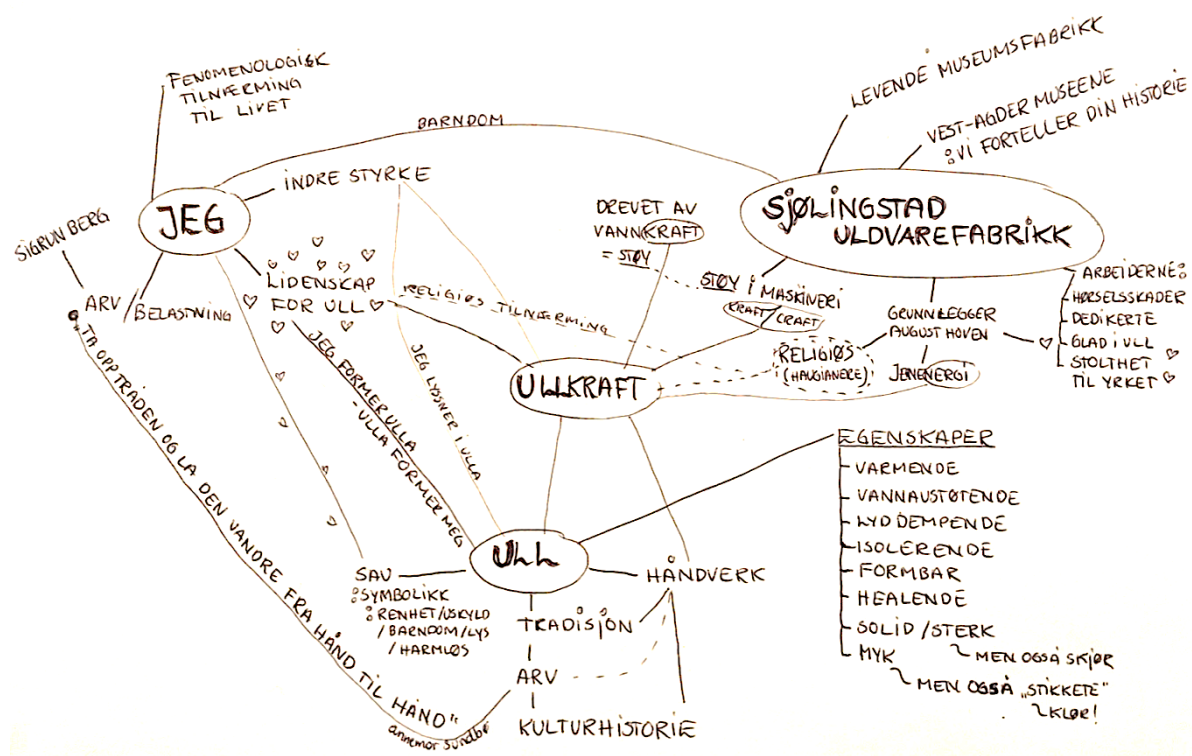 FENOMENOLOGISK
TILNÆRMING
TIL LIVET
BARNDOM
LEVENDE MUSEUMSFABRIKK
VEST-AGDER MUSEENE
: VI FORTELLER DIN HISTORIE
INDRE STYRKE
JEG
SIGRUN BERG
ARV / BELASTNING
LIDENSKAP
FOR ULL
DREVET AV
VANNKRAFT
= STØY
SJØLINGSTAD
ULDVAREFABRIKK
STØY I MASKINERI
KRAFT/CRAFT
RELIGIØS TILNÆRMING
GRUNNLEGGER
AUGUST HOVEN
RELIGIØS
(HAUGIANERE)
JERNENERGI
ARBEIDERNE:
HØRSELSSKADER
DEDIKERTE
GLAD I ULL
STOLTHET
TIL YRKET
ULLKRAFT
JEG FORMER ULLA
- ULLA FORMER MEG
JEG LYSSNER I ULLA
"TA OPP TRÅDEN OG LA DEN VANDRE FRA HÅND TIL HÅND"
annemor sundbø
ULL
SAU
: SYMBOLIKK
: RENHET/USKYLD
/BARNDOM/LYS
/HARMLØS
HÅNDVERK
TRADISJON
ARV
KULTURHISTORIE
EGENSKAPER
VARMENDE
VANNAUSTØTENDE
LYDDEMPENDE
ISOLERENDE
FORMBAR
HEALENDE
SOLID/STERK
MEN OGSÅ SKJØR
MYK
MEN OGSÅ "STIKKETE"
KLØR!